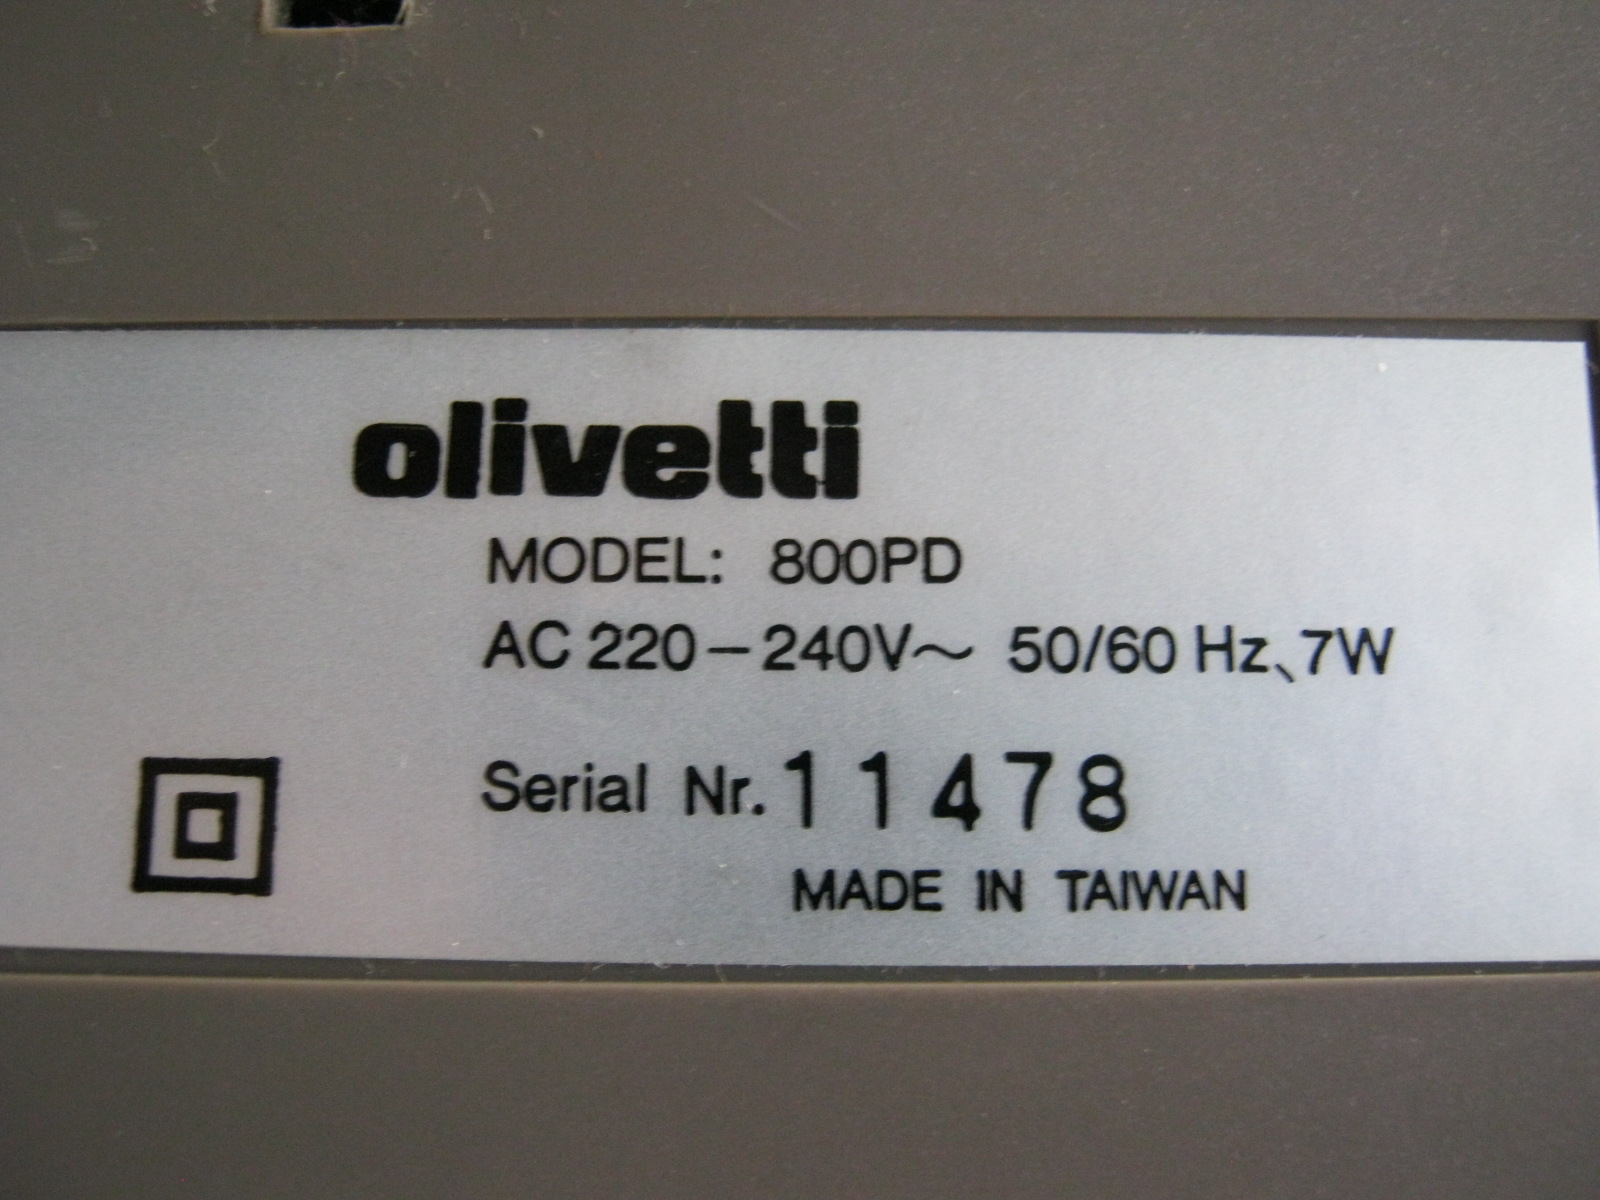 olivetti
MODEL: 800PD
AC 220–240V~ 50/60 Hz、7W
Serial Nr. 11478
MADE IN TAIWAN